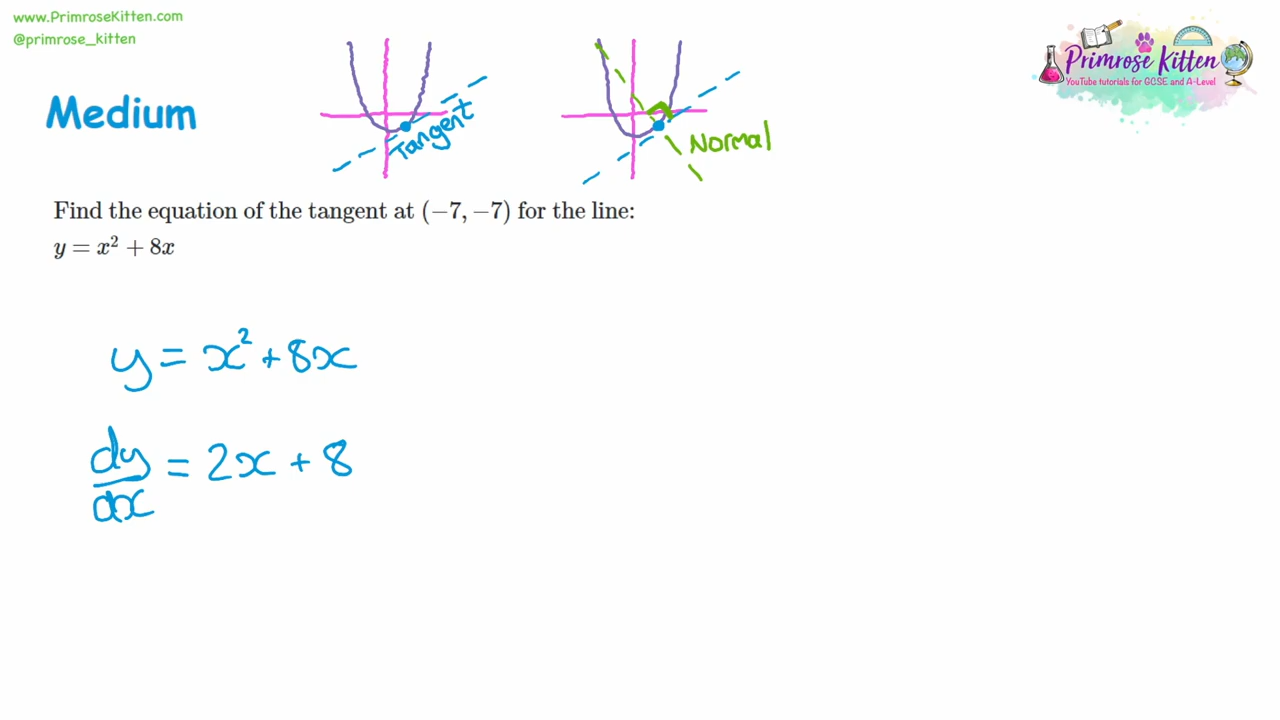 www.PrimroseKitten.com
@primrose_kitten
Primrose Kitten
YouTube tutorials for GCSE and A-Level
Medium
Tangent
Normal
Find the equation of the tangent at (−7, −7) for the line:
y = x² + 8x
y = x² + 8x
dy/dx = 2x + 8